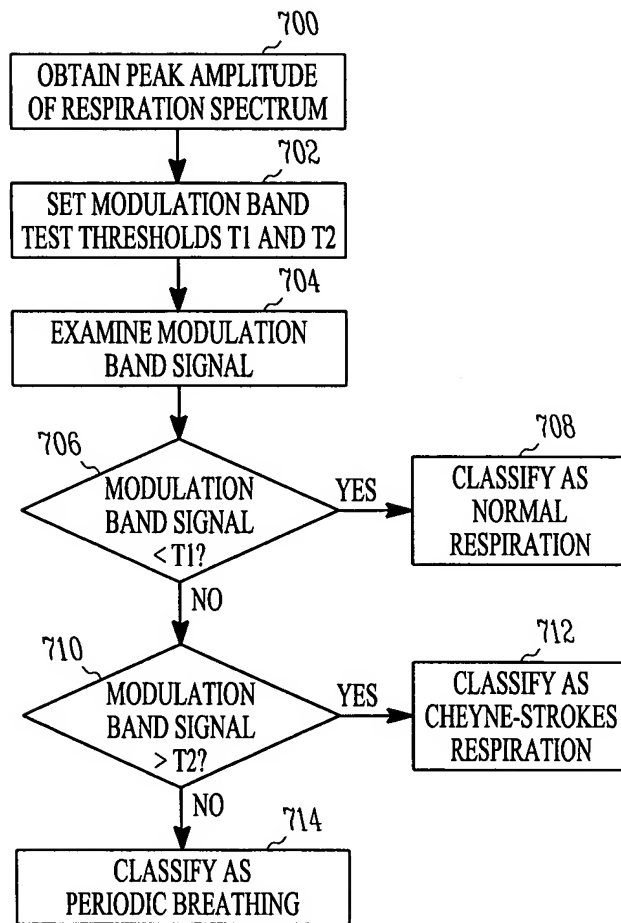 700
OBTAIN PEAK AMPLITUDE
OF RESPIRATION SPECTRUM
702
SET MODULATION BAND
TEST THRESHOLDS T1 AND T2
704
EXAMINE MODULATION
BAND SIGNAL
706
MODULATION
BAND SIGNAL
< T1?
YES
708
CLASSIFY AS
NORMAL
RESPIRATION
NO
710
MODULATION
BAND SIGNAL
> T2?
YES
712
CLASSIFY AS
CHEYNE-STROKES
RESPIRATION
NO
714
CLASSIFY AS
PERIODIC BREATHING